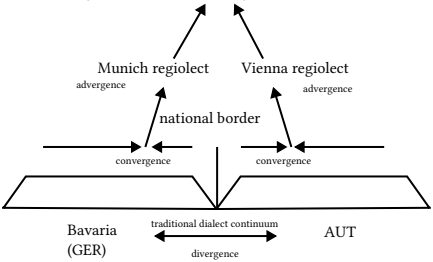 Munich regiolect Vienna regiolect
advergence advergence
national border
convergence convergence
traditional dialect continuum
Bavaria AUT
(GER)
divergence